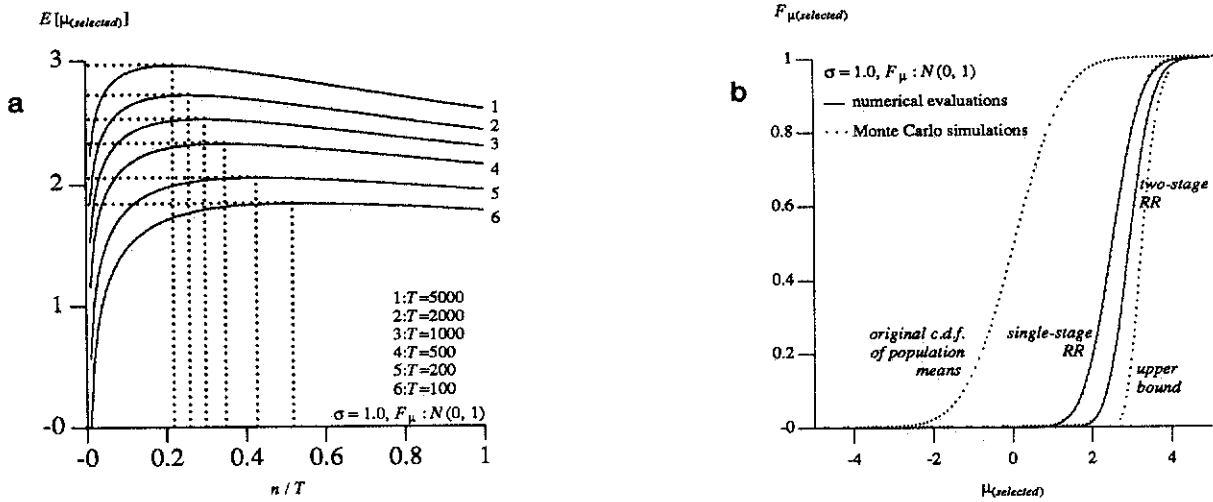 E [μ(selected)]
a
3
2
1
-0
1
2
3
4
5
6
1:T=5000
2:T=2000
3:T=1000
4:T=500
5:T=200
6:T=100
σ=1.0, Fμ : N(0, 1)
-0 0.2 0.4 0.6 0.8 1
n / T
Fμ(selected)
b
1
0.8
0.6
0.4
0.2
-0
σ=1.0, Fμ : N(0, 1)
numerical evaluations
Monte Carlo simulations
two-stage
RR
original c.d.f.
of population
means
single-stage
RR
upper
bound
-4 -2 0 2 4
μ(selected)